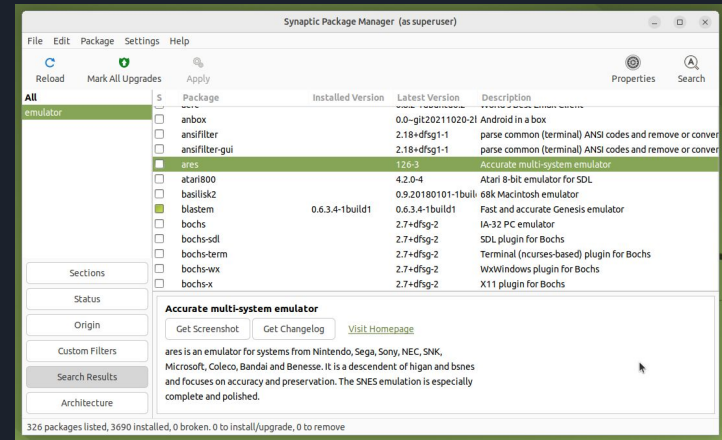 Synaptic Package Manager (as superuser)
File Edit Package Settings Help
Reload Mark All Upgrades Apply Properties Search
All
emulator
S Package Installed Version Latest Version Description
anbox 0.0~git20211020-2l Android in a box
ansifilter 2.18+dfsg1-1 parse common (terminal) ANSI codes and remove or conver
ansifilter-gui 2.18+dfsg1-1 parse common (terminal) ANSI codes and remove or conver
ares 126-3 Accurate multi-system emulator
atari800 4.2.0-4 Atari 8-bit emulator for SDL
basilisk2 0.9.20180101-1buil 68k Macintosh emulator
blastem 0.6.3.4-1build1 0.6.3.4-1build1 Fast and accurate Genesis emulator
bochs 2.7+dfsg-2 IA-32 PC emulator
bochs-sdl 2.7+dfsg-2 SDL plugin for Bochs
bochs-term 2.7+dfsg-2 Terminal (ncurses-based) plugin for Bochs
bochs-wx 2.7+dfsg-2 WxWindows plugin for Bochs
bochs-x 2.7+dfsg-2 X11 plugin for Bochs
Sections
Status
Origin
Custom Filters
Search Results
Architecture
Accurate multi-system emulator
Get Screenshot Get Changelog Visit Homepage
ares is an emulator for systems from Nintendo, Sega, Sony, NEC, SNK,
Microsoft, Coleco, Bandai and Benesse. It is a descendent of higan and bsnes
and focuses on accuracy and preservation. The SNES emulation is especially
complete and polished.
326 packages listed, 3690 installed, 0 broken. 0 to install/upgrade, 0 to remove